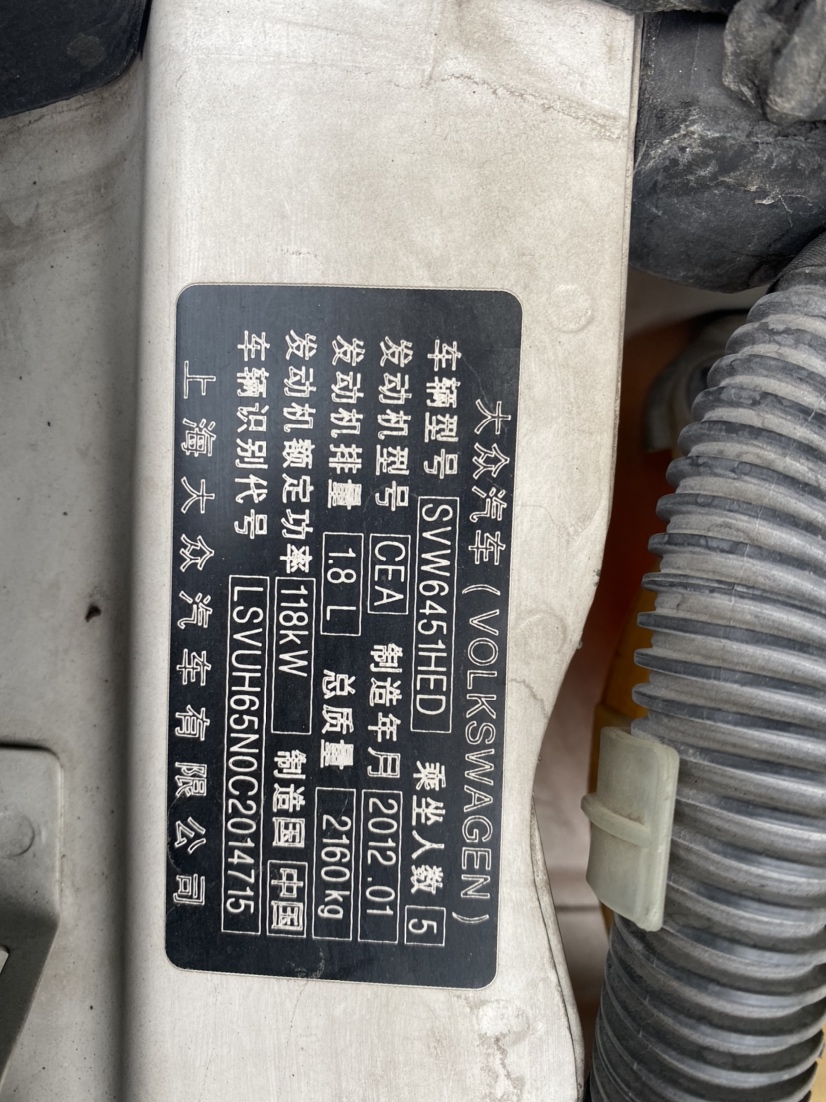 大众汽车(VOLKSWAGEN)
车辆型号 SVW6451HED 乘坐人数 5
发动机型号 CEA 制造年月 2012.01
发动机排量 1.8L 总质量 2160kg
发动机额定功率 118kW 制造国 中国
车辆识别代号 LSVUH65N0C2014715
上海大众汽车有限公司